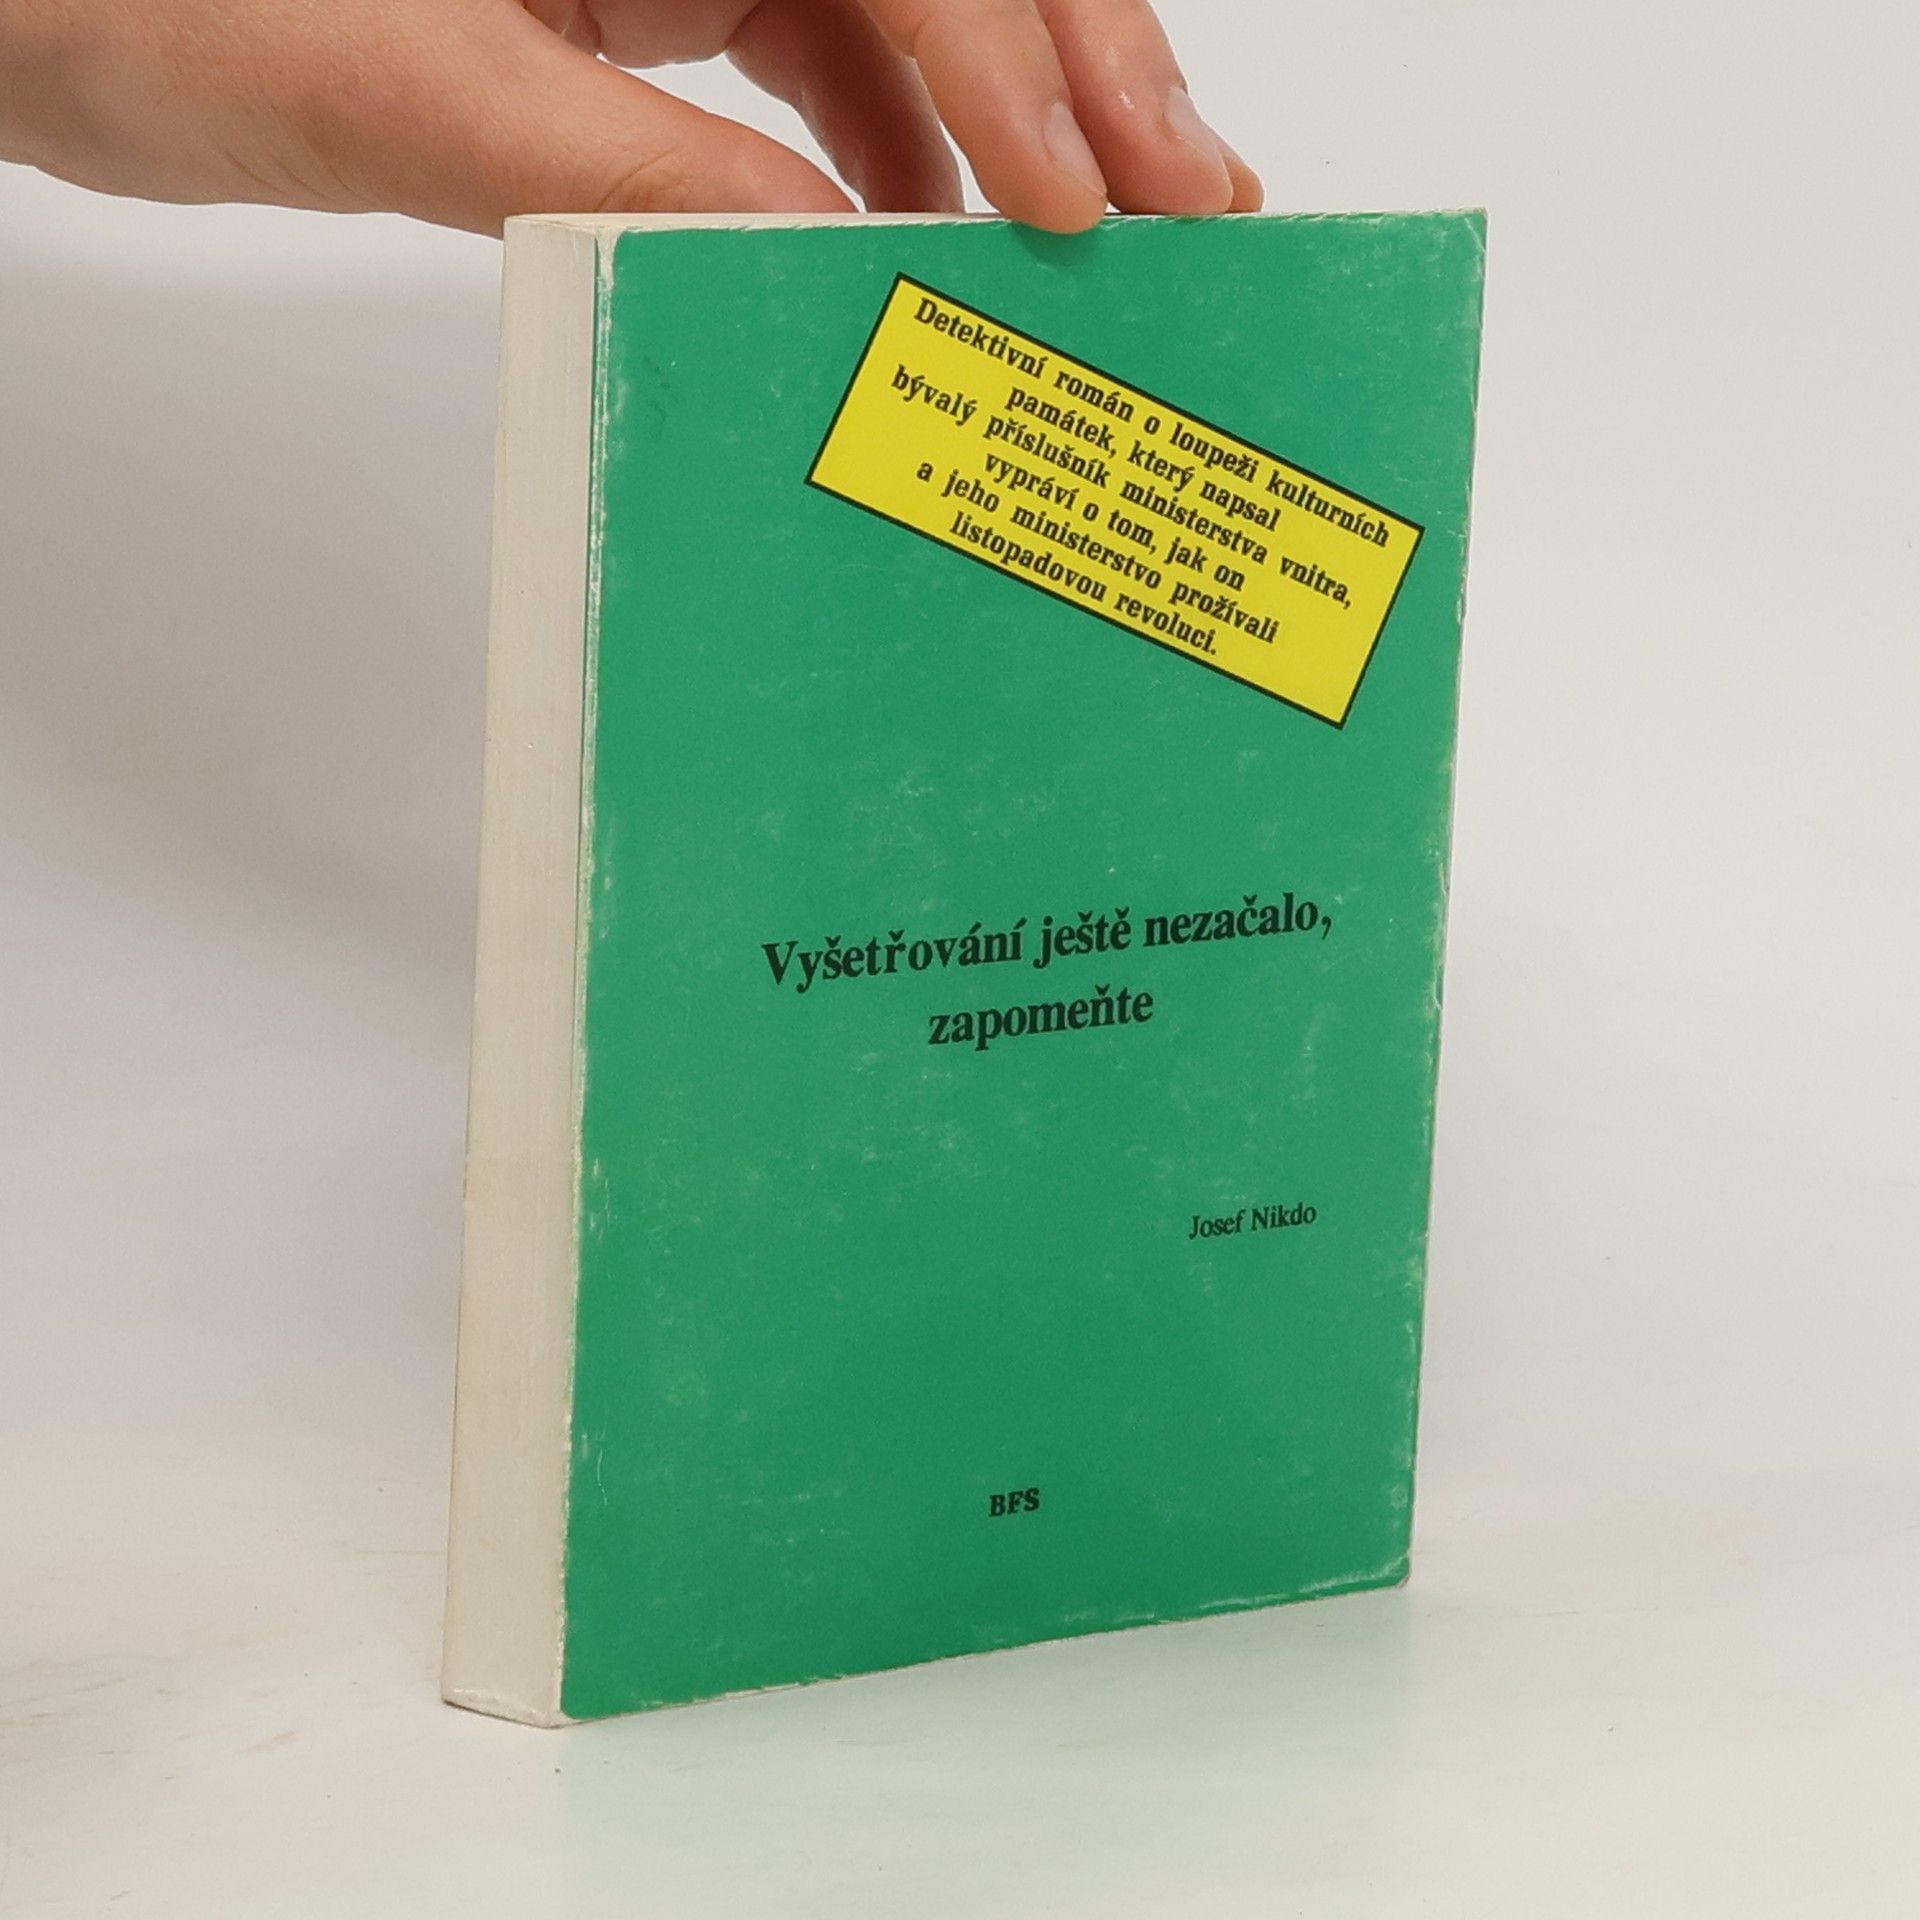 Detektivní román o loupeži kulturních
památek, který napsal
bývalý příslušník ministerstva vnitra,
vypráví o tom, jak on
a jeho ministerstvo prožívali
listopadovou revoluci.
Vyšetřování ještě nezačalo,
zapomeňte
Josef Nikdo
BFS